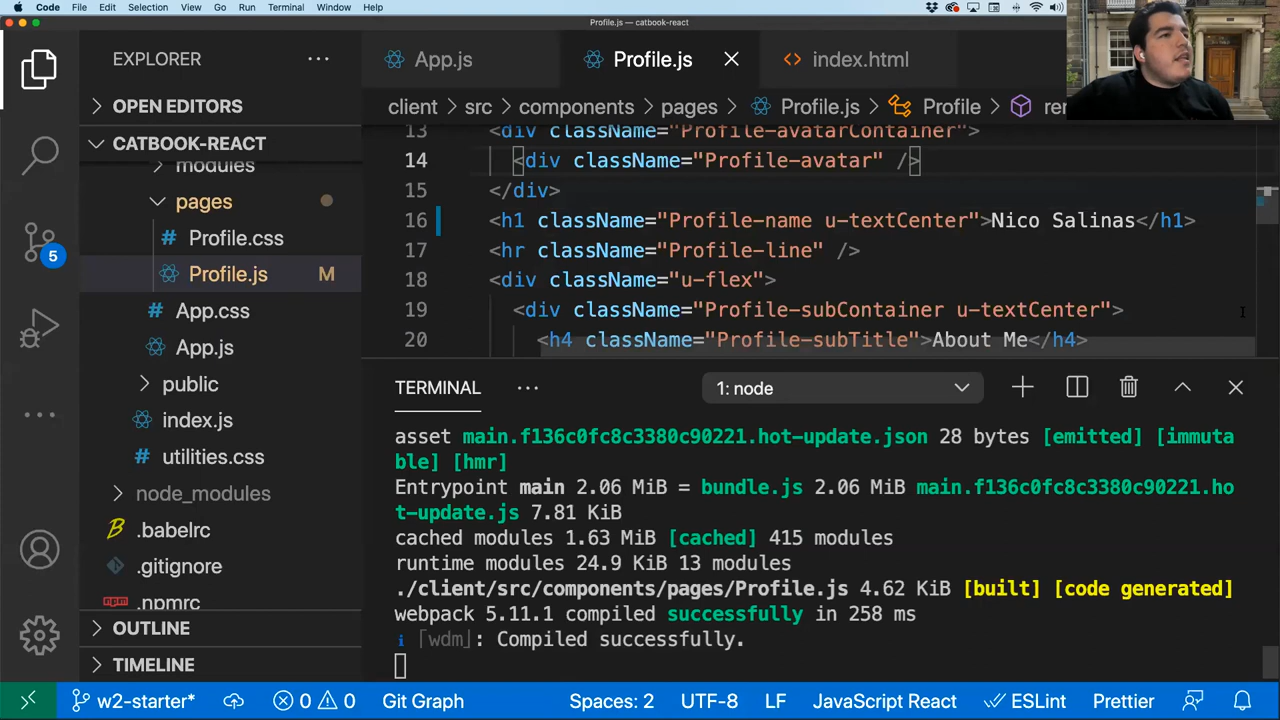 Code File Edit Selection View Go Run Terminal Window Help
Profile.js — catbook-react
EXPLORER
OPEN EDITORS
CATBOOK-REACT
modules
pages
# Profile.css
Profile.js M
# App.css
App.js
public
index.js
# utilities.css
node_modules
.babelrc
.gitignore
.npmrc
OUTLINE
TIMELINE
5
App.js Profile.js index.html
client > src > components > pages > Profile.js > Profile >
13 <div className="Profile-avatarContainer">
14 <div className="Profile-avatar" />
15 </div>
16 <h1 className="Profile-name u-textCenter">Nico Salinas</h1>
17 <hr className="Profile-line" />
18 <div className="u-flex">
19 <div className="Profile-subContainer u-textCenter">
20 <h4 className="Profile-subTitle">About Me</h4>
TERMINAL ··· 1: node
asset main.f136c0fc8c3380c90221.hot-update.json 28 bytes [emitted] [immuta
ble] [hmr]
Entrypoint main 2.06 MiB = bundle.js 2.06 MiB main.f136c0fc8c3380c90221.ho
t-update.js 7.81 KiB
cached modules 1.63 MiB [cached] 415 modules
runtime modules 24.9 KiB 13 modules
./client/src/components/pages/Profile.js 4.62 KiB [built] [code generated]
webpack 5.11.1 compiled successfully in 258 ms
i ｢wdm｣: Compiled successfully.
w2-starter* 0 0 Git Graph Spaces: 2 UTF-8 LF JavaScript React ESLint Prettier